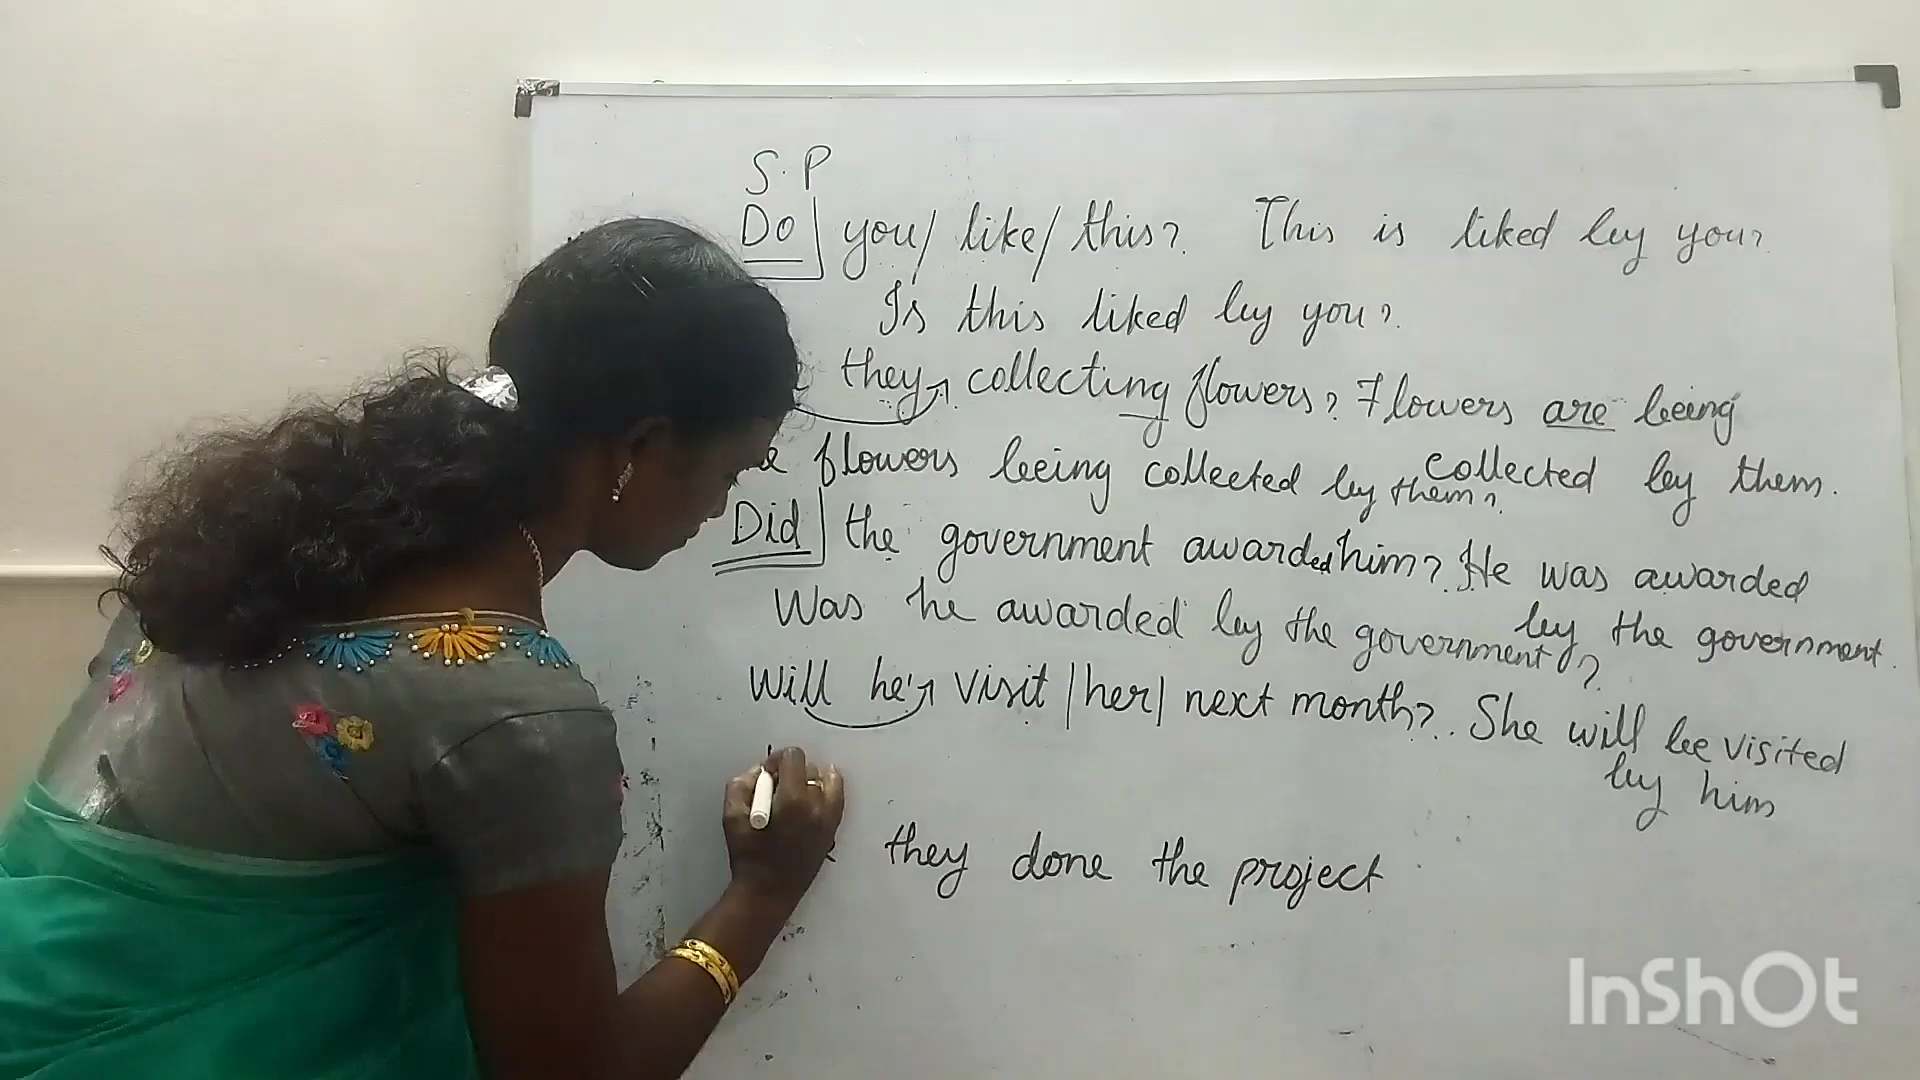 S.P
Do you/ like/ this? This is liked by you?
Is this liked by you?
they collecting flowers? Flowers are being
collected by them.
flowers being collected by them?
Did the government awarded him? He was awarded
by the government.
Was he awarded by the government?
Will he visit |her| next month? She will be visited
by him
they done the project
InShOt